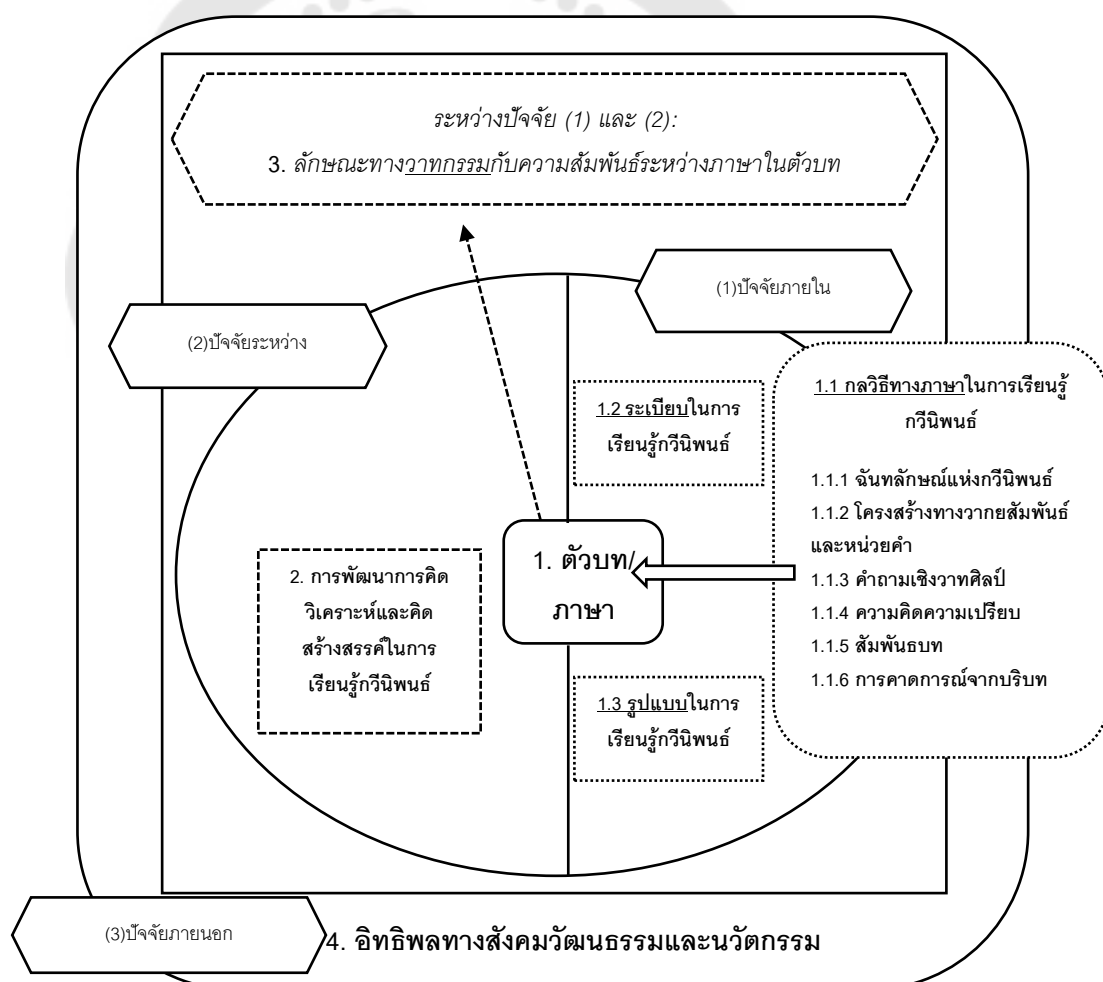 ระหว่างปัจจัย (1) และ (2):
3. ลักษณะทางวาทกรรมกับความสัมพันธ์ระหว่างภาษาในตัวบท
(1)ปัจจัยภายใน
(2)ปัจจัยระหว่าง
1.1 กลวิธีทางภาษาในการเรียนรู้
กวีนิพนธ์
1.1.1 ฉันทลักษณ์แห่งกวีนิพนธ์
1.1.2 โครงสร้างทางวากยสัมพันธ์
และหน่วยคำ
1.1.3 คำถามเชิงวาทศิลป์
1.1.4 ความคิดความเปรียบ
1.1.5 สัมพันธบท
1.1.6 การคาดการณ์จากบริบท
1.2 ระเบียบในการ
เรียนรู้กวีนิพนธ์
1. ตัวบท/
ภาษา
2. การพัฒนาการคิด
วิเคราะห์และคิด
สร้างสรรค์ในการ
เรียนรู้กวีนิพนธ์
1.3 รูปแบบในการ
เรียนรู้กวีนิพนธ์
(3)ปัจจัยภายนอก
4. อิทธิพลทางสังคมวัฒนธรรมและนวัตกรรม